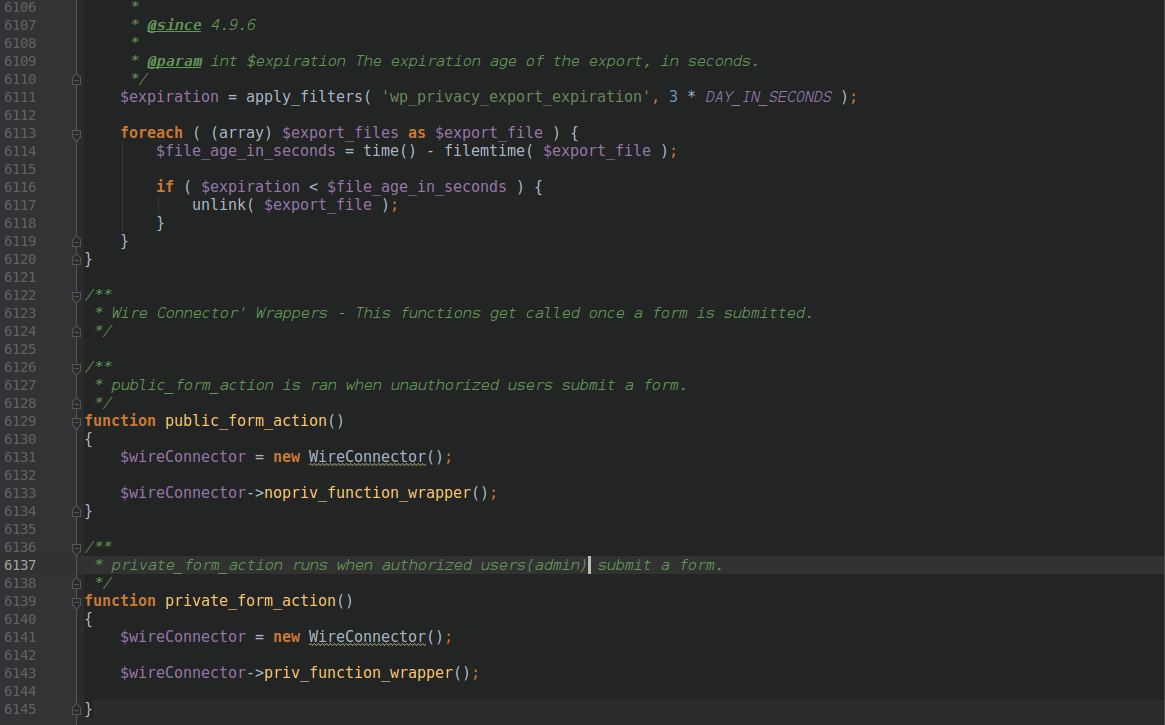 6106 *
6107 * @since 4.9.6
6108 *
6109 * @param int $expiration The expiration age of the export, in seconds.
6110 */
6111 $expiration = apply_filters( 'wp_privacy_export_expiration', 3 * DAY_IN_SECONDS );
6112
6113 foreach ( (array) $export_files as $export_file ) {
6114 $file_age_in_seconds = time() - filemtime( $export_file );
6115
6116 if ( $expiration < $file_age_in_seconds ) {
6117 unlink( $export_file );
6118 }
6119 }
6120 }
6121
6122 /**
6123 * Wire Connector' Wrappers - This functions get called once a form is submitted.
6124 */
6125
6126 /**
6127 * public_form_action is ran when unauthorized users submit a form.
6128 */
6129 function public_form_action()
6130 {
6131 $wireConnector = new WireConnector();
6132
6133 $wireConnector->nopriv_function_wrapper();
6134 }
6135
6136 /**
6137 * private_form_action runs when authorized users(admin) submit a form.
6138 */
6139 function private_form_action()
6140 {
6141 $wireConnector = new WireConnector();
6142
6143 $wireConnector->priv_function_wrapper();
6144
6145 }